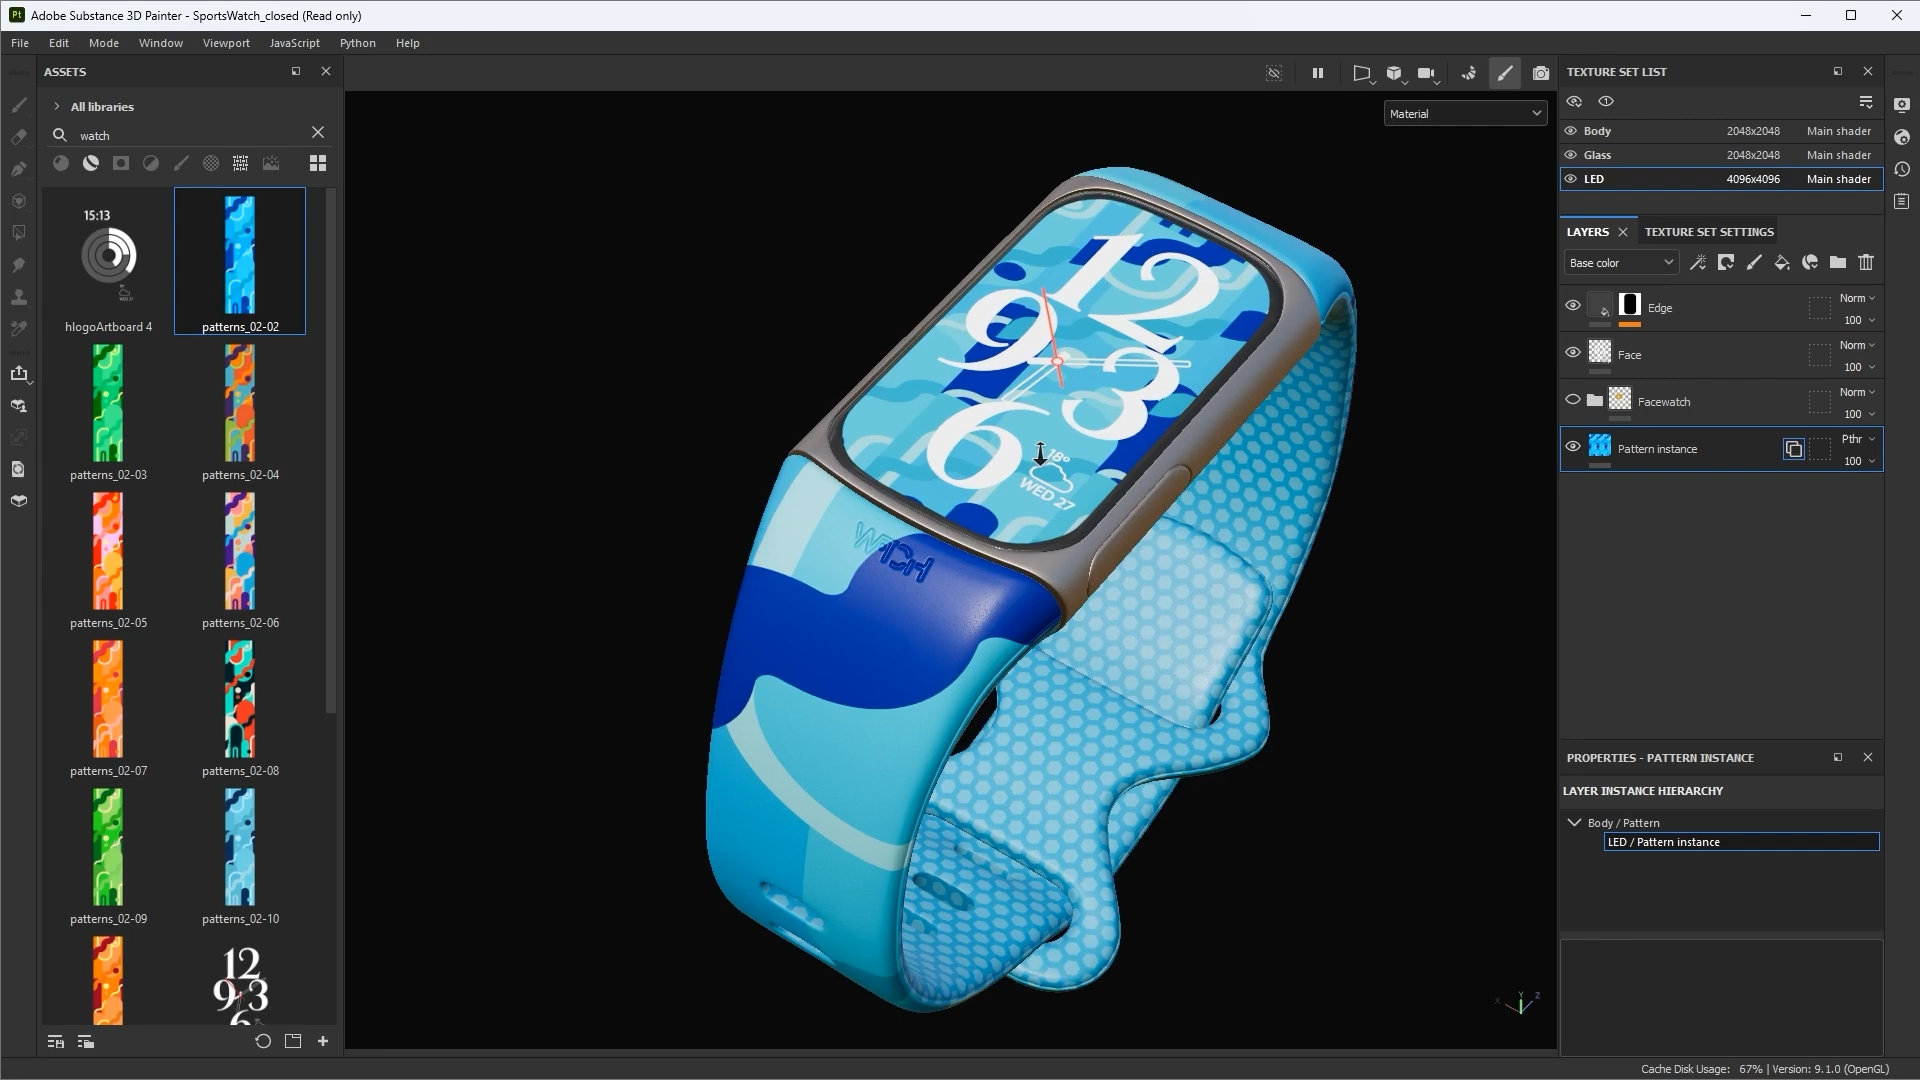 Pt Adobe Substance 3D Painter - SportsWatch_closed (Read only)
File Edit Mode Window Viewport JavaScript Python Help
ASSETS
All libraries
watch
15:13
WED 27
hlogoArtboard 4
patterns_02-02
patterns_02-03
patterns_02-04
patterns_02-05
patterns_02-06
patterns_02-07
patterns_02-08
patterns_02-09
patterns_02-10
12
9 3
6
Material
12
9
3
6
18°
WED 27
WTCH
Y
X
Z
TEXTURE SET LIST
Body 2048x2048 Main shader
Glass 2048x2048 Main shader
LED 4096x4096 Main shader
LAYERS TEXTURE SET SETTINGS
Base color
Edge Norm
100
Face Norm
100
Facewatch Norm
100
Pattern instance Pthr
100
PROPERTIES - PATTERN INSTANCE
LAYER INSTANCE HIERARCHY
Body / Pattern
LED / Pattern instance
Cache Disk Usage: 67% | Version: 9.1.0 (OpenGL)